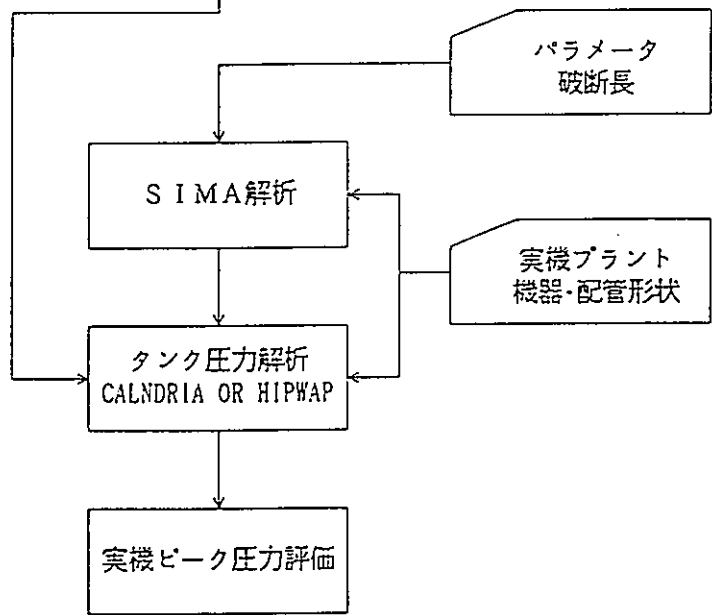 パラメータ
破断長
ＳＩＭＡ解析
実機プラント
機器・配管形状
タンク圧力解析
CALNDRIA OR HIPWAP
実機ピーク圧力評価